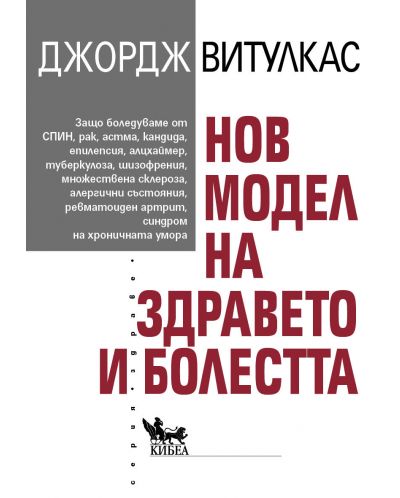 ДЖОРДЖ ВИТУЛКАС
Защо боледуваме от
СПИН, рак, астма, кандида,
епилепсия, алцхаймер,
туберкулоза, шизофрения,
множествена склероза,
алергични състояния,
ревматоиден артрит,
синдром
на хроничната умора
НОВ
МОДЕЛ
НА
ЗДРАВЕТО
И БОЛЕСТТА
серия • здраве •
КИБЕА